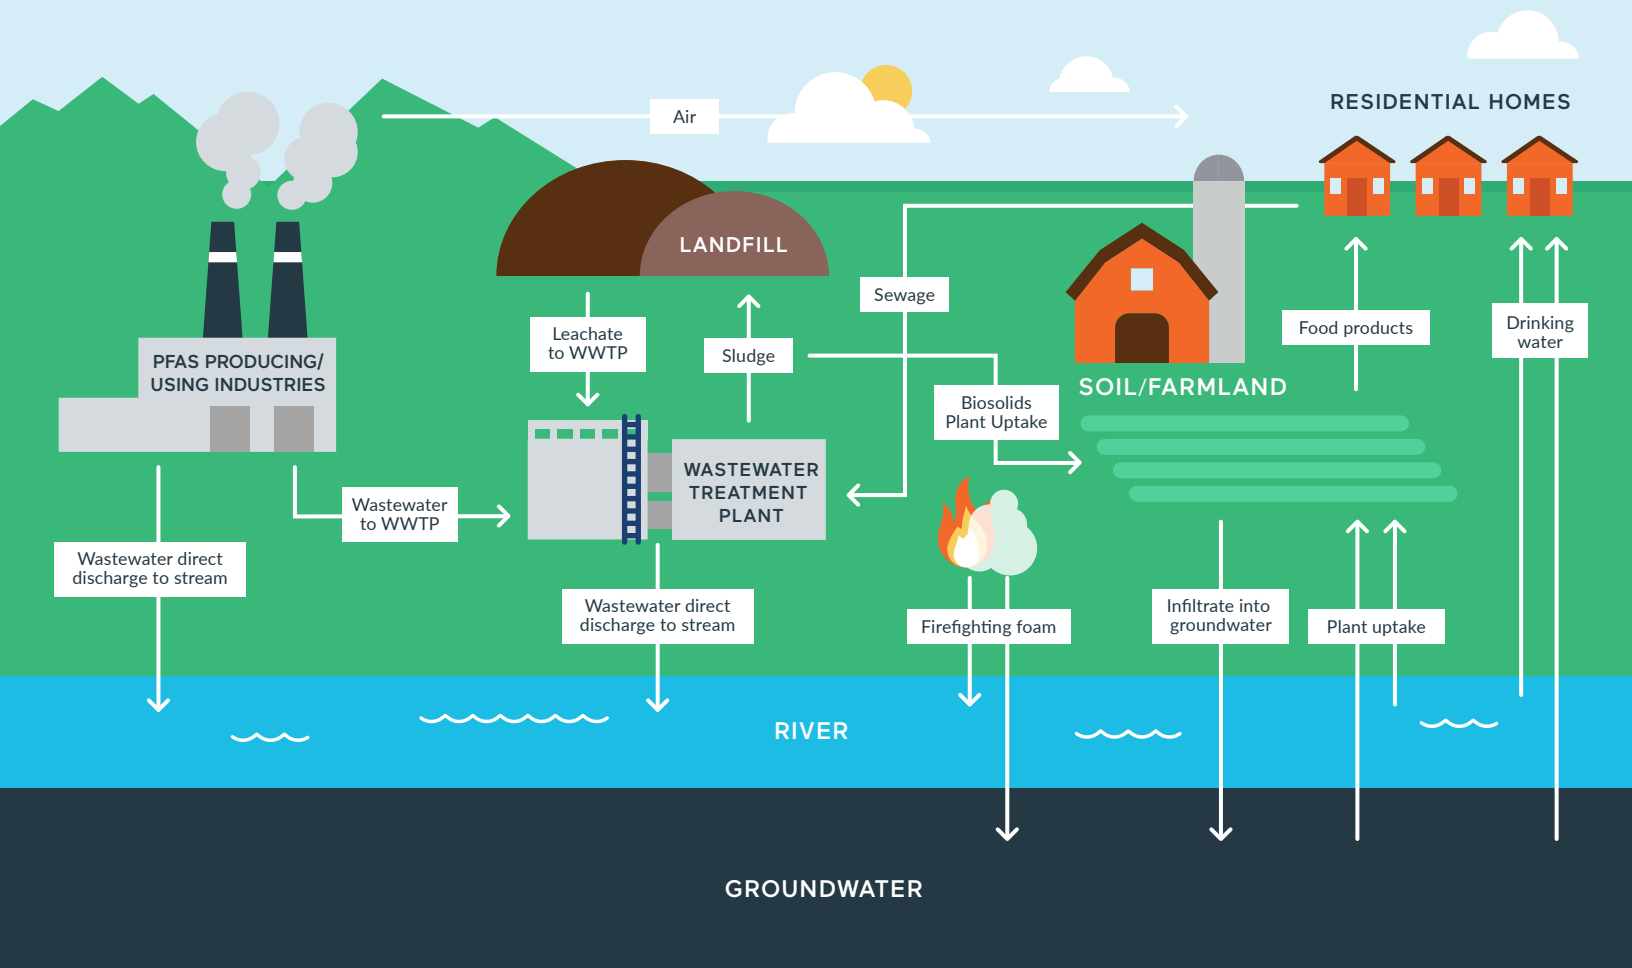 RESIDENTIAL HOMES
Air
LANDFILL
Sewage
Leachate
to WWTP
Sludge
Food products
Drinking
water
PFAS PRODUCING/
USING INDUSTRIES
SOIL/FARMLAND
Biosolids
Plant Uptake
WASTEWATER
TREATMENT
PLANT
Wastewater
to WWTP
Wastewater direct
discharge to stream
Wastewater direct
discharge to stream
Firefighting foam
Infiltrate into
groundwater
Plant uptake
RIVER
GROUNDWATER